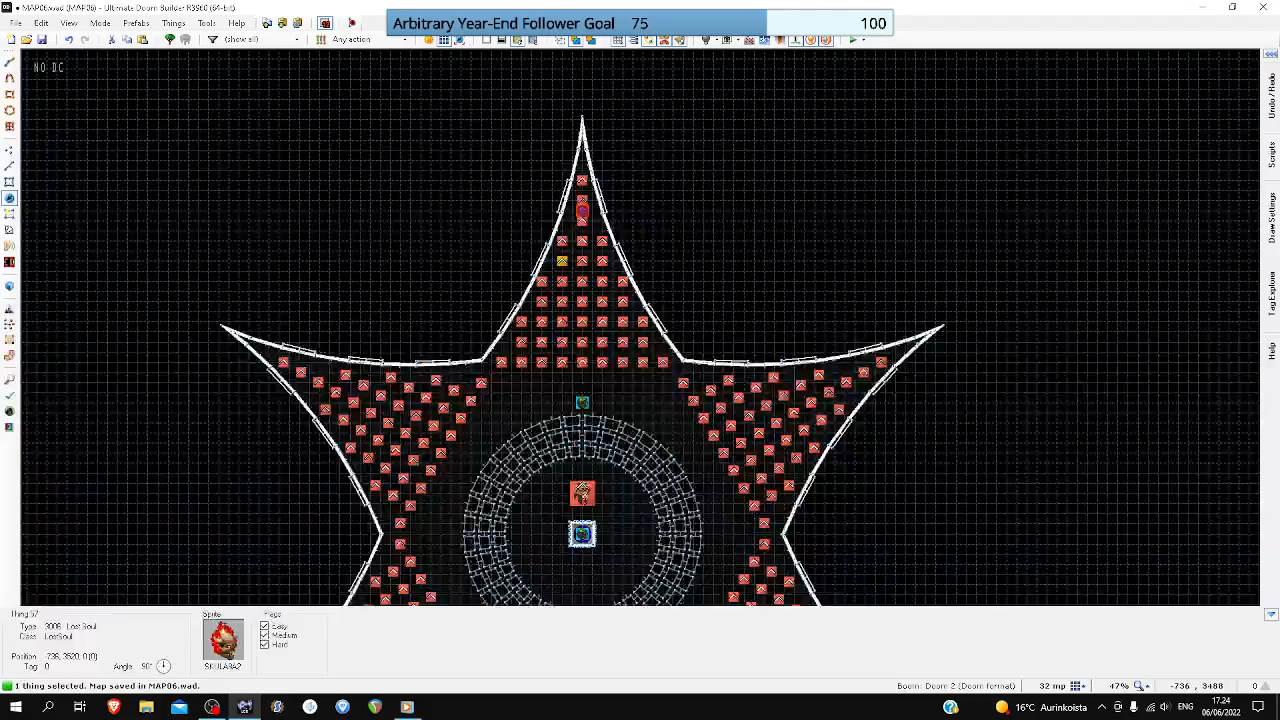 MAP06.wad (MAP06) - Ultimate Doom Builder R3960 (64-bit)
Arbitrary Year-End Follower Goal 75 100
File Edit View Mode Prefabs Things Tools Help
(show all) Any action
NO DC
Undo / Redo
Scripts
Draw Settings
Tag Explorer
Help
Thing 57
Type: 3006 - Lost Soul
Class: LostSoul
Position: -736, 3520, 0 (0)
Tag: 0 Angle: 90°
Sprite
SKULA8A2
Flags
Easy
Medium
Hard
1 thing selected. Map saved in MAP06.wad.
Boom: Doom 2 (Doom format) 32 mp 47% -736 , 3488 0
16°C Aurinkoista ENG 17.24
06/06/2022